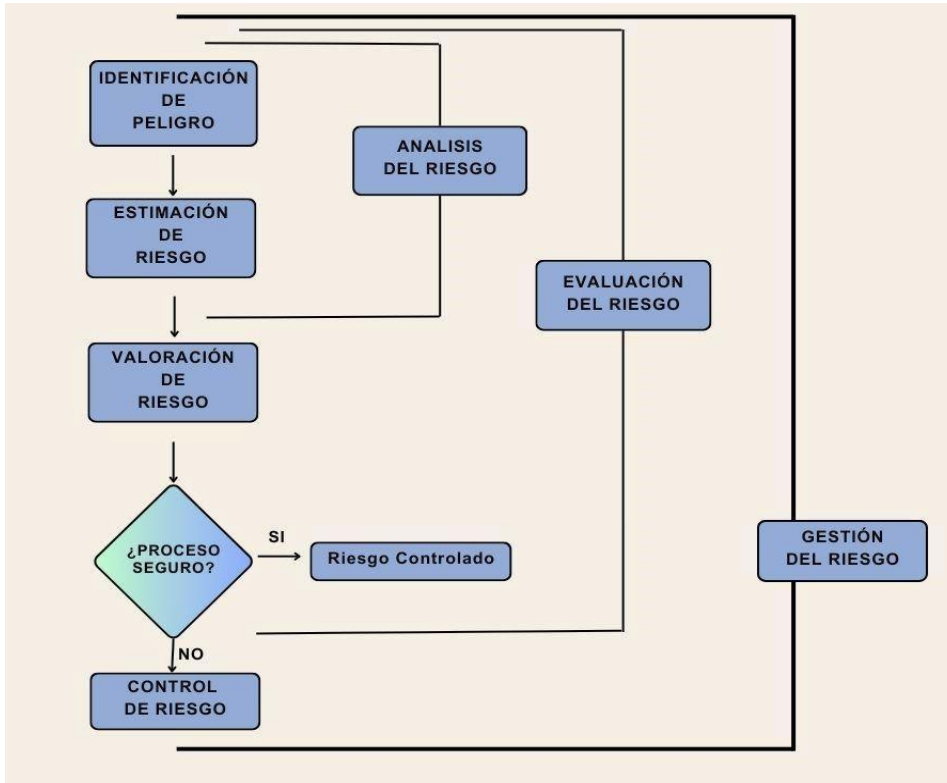 IDENTIFICACIÓN
DE
PELIGRO
ANALISIS
DEL RIESGO
ESTIMACIÓN
DE
RIESGO
EVALUACIÓN
DEL RIESGO
VALORACIÓN
DE
RIESGO
¿PROCESO
SEGURO?
SI
Riesgo Controlado
GESTIÓN
DEL RIESGO
NO
CONTROL
DE RIESGO